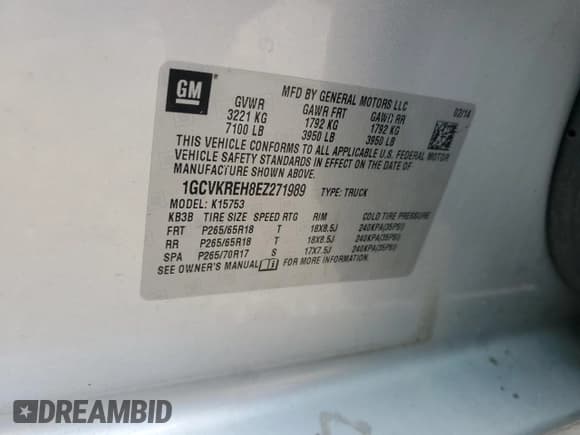 GM
MFD BY GENERAL MOTORS LLC
GVWR GAWR FRT GAWR RR 02/14
3221 KG 1792 KG 1792 KG
7100 LB 3950 LB 3950 LB
THIS VEHICLE CONFORMS TO ALL APPLICABLE U.S. FEDERAL MOTOR
VEHICLE SAFETY STANDARDS IN EFFECT ON THE DATE OF
MANUFACTURE SHOWN ABOVE.
1GCVKREH8EZ271989 TYPE: TRUCK
MODEL: K15753
KB3B TIRE SIZE SPEED RTG RIM COLD TIRE PRESSURE
FRT P265/65R18 T 18X8.5J 240KPA(35PSI)
RR P265/65R18 T 18X8.5J 240KPA(35PSI)
SPA P265/70R17 S 17X7.5J 240KPA(35PSI)
SEE OWNER'S MANUAL FOR MORE INFORMATION.
DREAMBID